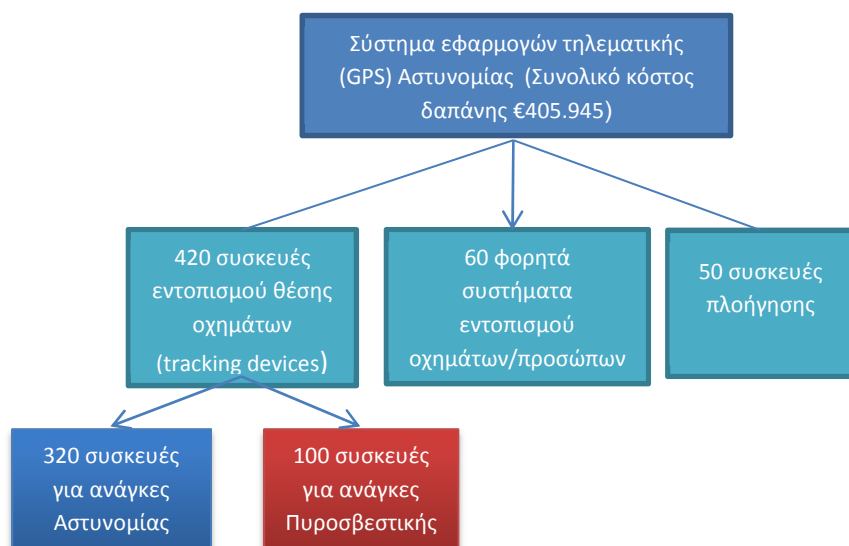 Σύστημα εφαρμογών τηλεματικής
(GPS) Αστυνομίας (Συνολικό κόστος
δαπάνης €405.945)
420 συσκευές
εντοπισμού θέσης
οχημάτων
(tracking devices)
60 φορητά
συστήματα
εντοπισμού
οχημάτων/προσώπων
50 συσκευές
πλοήγησης
320 συσκευές
για ανάγκες
Αστυνομίας
100 συσκευές
για ανάγκες
Πυροσβεστικής